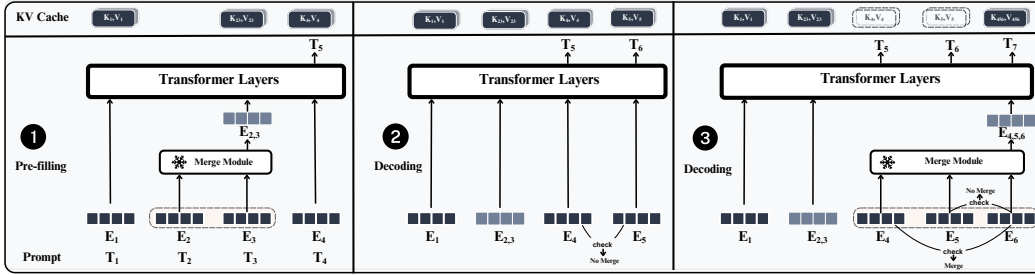 KV Cache
K₁,V₁
K₂₃,V₂₃
K₄,V₄
T₅
Transformer Layers
E₂,₃
1
Pre-filling
Merge Module
E₁
E₂
E₃
E₄
Prompt
T₁
T₂
T₃
T₄
K₁,V₁
K₂₃,V₂₃
K₄,V₄
K₅,V₅
T₅
T₆
Transformer Layers
2
Decoding
E₁
E₂,₃
E₄
E₅
check
No Merge
K₁,V₁
K₂₃,V₂₃
K₄,V₄
K₅,V₅
K₄₅₆,V₄₅₆
T₅
T₆
T₇
Transformer Layers
E₄,₅,₆
3
Decoding
Merge Module
No Merge
check
E₁
E₂,₃
E₄
E₅
E₆
check
Merge